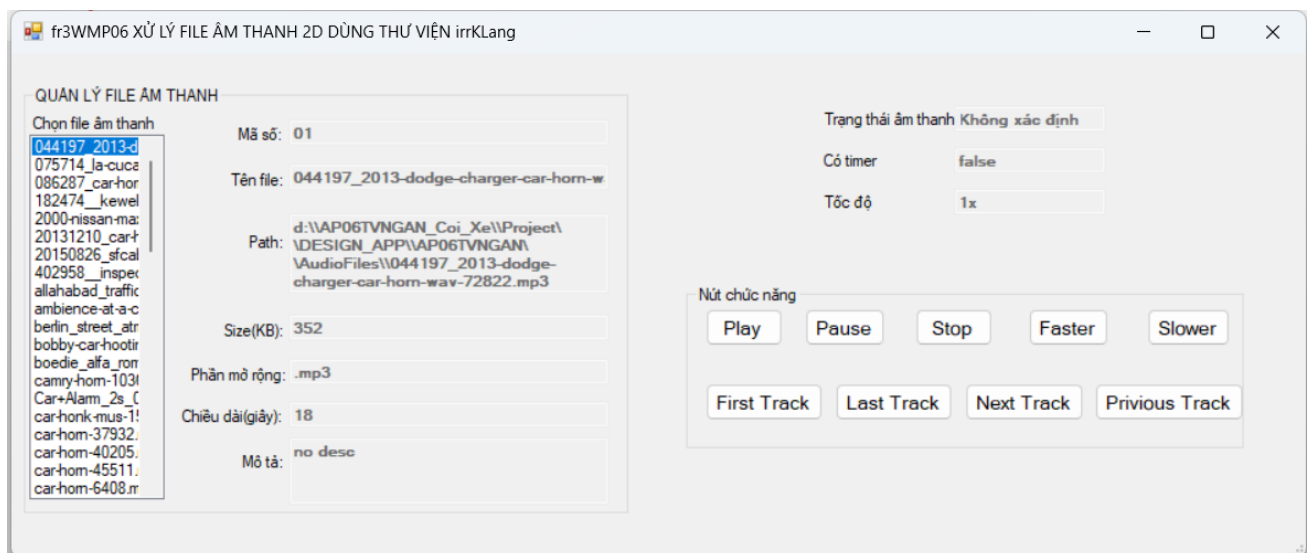 fr3WMP06 XỬ LÝ FILE ÂM THANH 2D DÙNG THƯ VIỆN irrKLang
QUẢN LÝ FILE ÂM THANH
Chọn file âm thanh
044197_2013-d
075714_la-cuca
086287_car-hor
182474__kewel
2000-nissan-ma
20131210_car-h
20150826_sfcal
402958__inspec
allahabad_traffic
ambience-at-a-c
berlin_street_atr
bobby-car-hootin
boedie_alfa_rom
camry-horn-103
Car+Alarm_2s_0
car-honk-mus-1
car-horn-37932.
car-horn-40205.
car-horn-45511.
car-horn-6408.m
Mã số: 01
Tên file: 044197_2013-dodge-charger-car-horn-w
Path: d:\\AP06TVNGAN_Coi_Xe\\Project\
\DESIGN_APP\\AP06TVNGAN\
\AudioFiles\\044197_2013-dodge-
charger-car-horn-wav-72822.mp3
Size(KB): 352
Phần mở rộng: .mp3
Chiều dài(giây): 18
Mô tả: no desc
Trạng thái âm thanh Không xác định
Có timer false
Tốc độ 1x
Nút chức năng
Play Pause Stop Faster Slower
First Track Last Track Next Track Privious Track